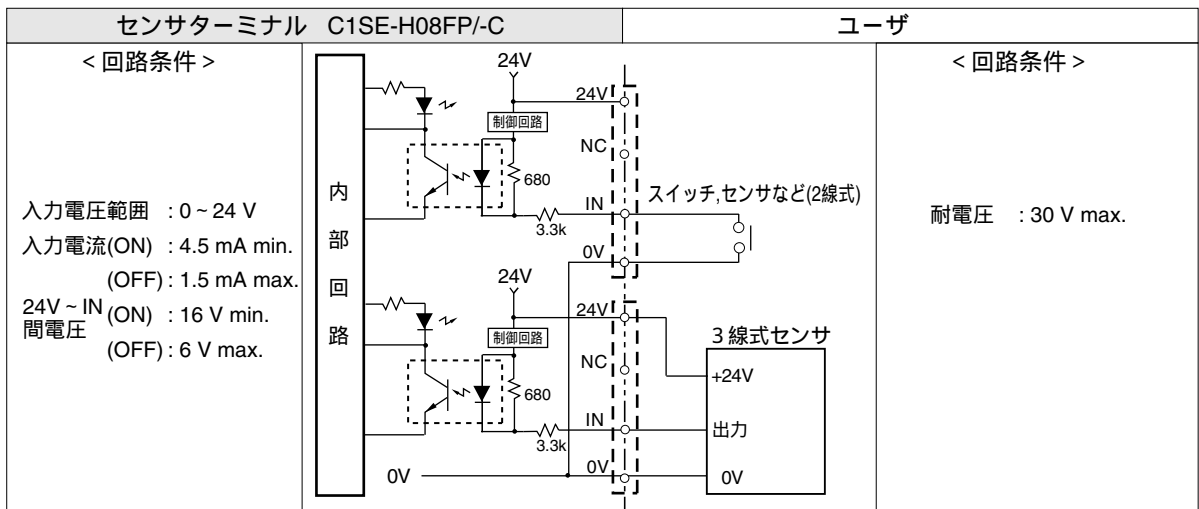 センサターミナル C1SE-H08FP/-C
ユーザ
< 回路条件 >
入力電圧範囲 : 0 ~ 24 V
入力電流(ON) : 4.5 mA min.
(OFF) : 1.5 mA max.
24V ~ IN
間電圧
(ON) : 16 V min.
(OFF) : 6 V max.
内
部
回
路
24V
24V
制御回路
NC
680
IN
3.3k
0V
スイッチ,センサなど(2線式)
24V
24V
制御回路
NC
680
IN
3.3k
0V
0V
3 線式センサ
+24V
出力
0V
< 回路条件 >
耐電圧 : 30 V max.